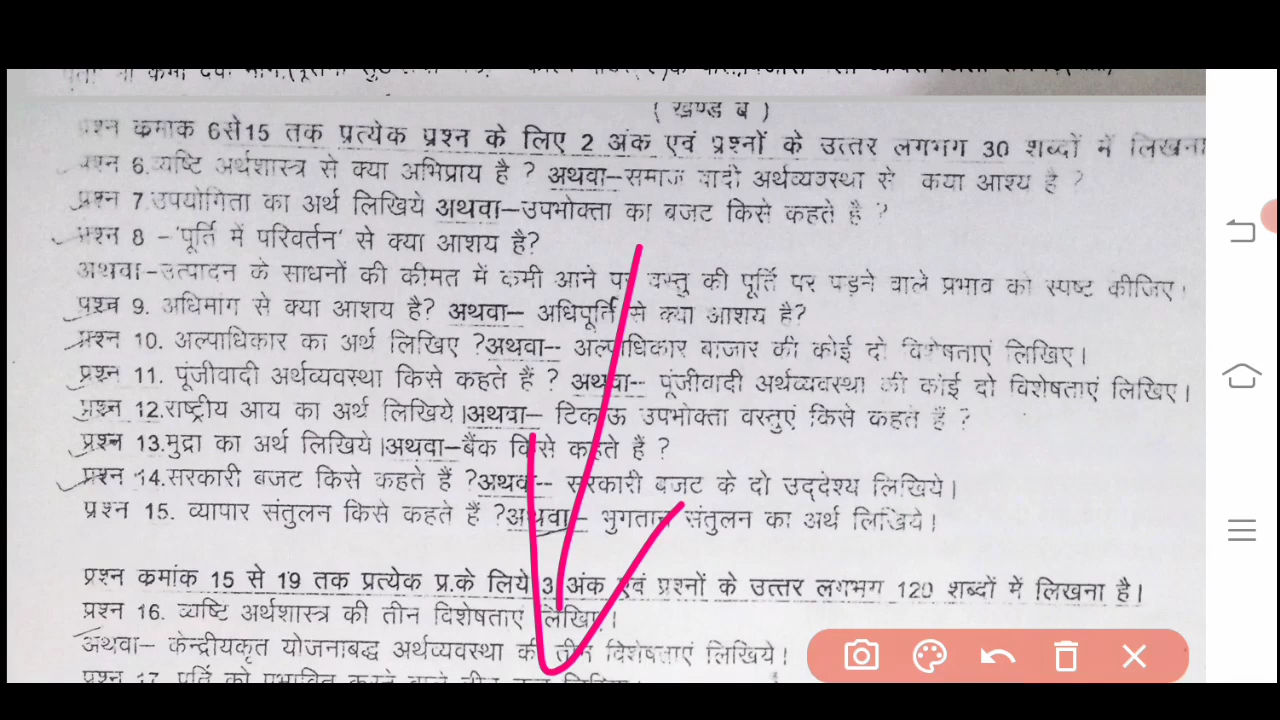 ( खण्ड ब )
प्रश्न कमाक 6से15 तक प्रत्येक प्रश्न के लिए 2 अंक एवं प्रश्नों के उत्तर लगभग 30 शब्दों में लिखना
प्रश्न 6.व्यष्टि अर्थशास्त्र से क्या अभिप्राय है ? अथवा–समाज वादी अर्थव्यवस्था से कया आश्य है ?
प्रश्न 7.उपयोगिता का अर्थ लिखिये अथवा–उपभोक्ता का बजट किसे कहते है ?
प्रश्न 8 –'पूर्ति में परिवर्तन' से क्या आशय है?
अथवा–उत्पादन के साधनों की कीमत में कमी आने पर वस्तु की पूर्ति पर पड़ने वाले प्रभाव को स्पष्ट कीजिए।
प्रश्न 9. अधिमांग से क्या आशय है? अथवा– अधिपूर्ति से क्या आशय है?
प्रश्न 10. अल्पाधिकार का अर्थ लिखिए ?अथवा-- अल्पाधिकार बाजार की कोई दो विशेषताएं लिखिए।
प्रश्न 11. पूंजीवादी अर्थव्यवस्था किसे कहते हैं ? अथवा-- पूंजीवादी अर्थव्यवस्था की कोई दो विशेषताएं लिखिए।
प्रश्न 12.राष्ट्रीय आय का अर्थ लिखिये।अथवा– टिकाऊ उपभोक्ता वस्तुएं किसे कहते हैं ?
प्रश्न 13.मुद्रा का अर्थ लिखिये।अथवा–बैंक किसे कहते हैं ?
प्रश्न 14.सरकारी बजट किसे कहते हैं ?अथवा-- सरकारी बजट के दो उद्देश्य लिखिये।
प्रश्न 15. व्यापार संतुलन किसे कहते हैं ?अथवा– भुगतान संतुलन का अर्थ लिखिये।
प्रश्न कमांक 15 से 19 तक प्रत्येक प्र.के लिये 3 अंक एवं प्रश्नों के उत्तर लगभग 120 शब्दों में लिखना है।
प्रश्न 16. व्यष्टि अर्थशास्त्र की तीन विशेषताएं लिखिए।
अथवा– केन्द्रीयकृत योजनाबद्ध अर्थव्यवस्था की तीन विशेषताएं लिखिये।